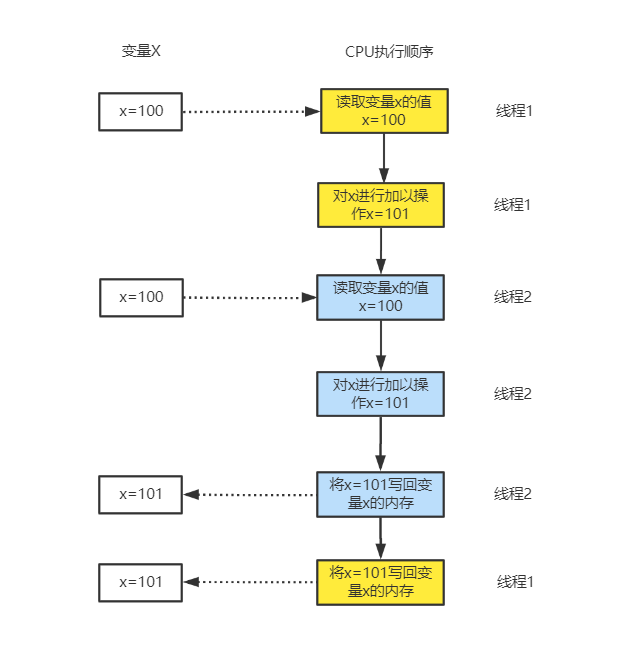 变量X
CPU执行顺序
x=100
读取变量x的值
x=100
线程1
对x进行加以操
作x=101
线程1
x=100
读取变量x的值
x=100
线程2
对x进行加以操
作x=101
线程2
x=101
将x=101写回变
量x的内存
线程2
x=101
将x=101写回变
量x的内存
线程1